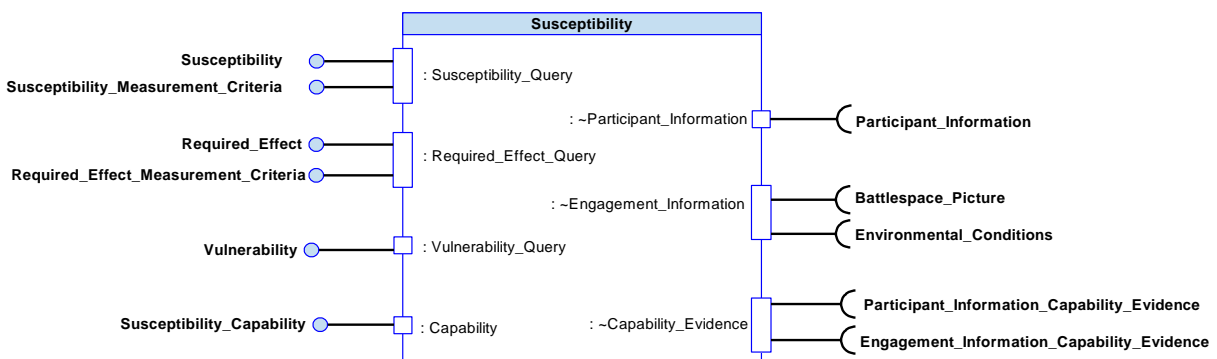 Susceptibility
Susceptibility
Susceptibility_Measurement_Criteria
: Susceptibility_Query
: ~Participant_Information
Participant_Information
Required_Effect
Required_Effect_Measurement_Criteria
: Required_Effect_Query
: ~Engagement_Information
Battlespace_Picture
Environmental_Conditions
Vulnerability
: Vulnerability_Query
Susceptibility_Capability
: Capability
: ~Capability_Evidence
Participant_Information_Capability_Evidence
Engagement_Information_Capability_Evidence